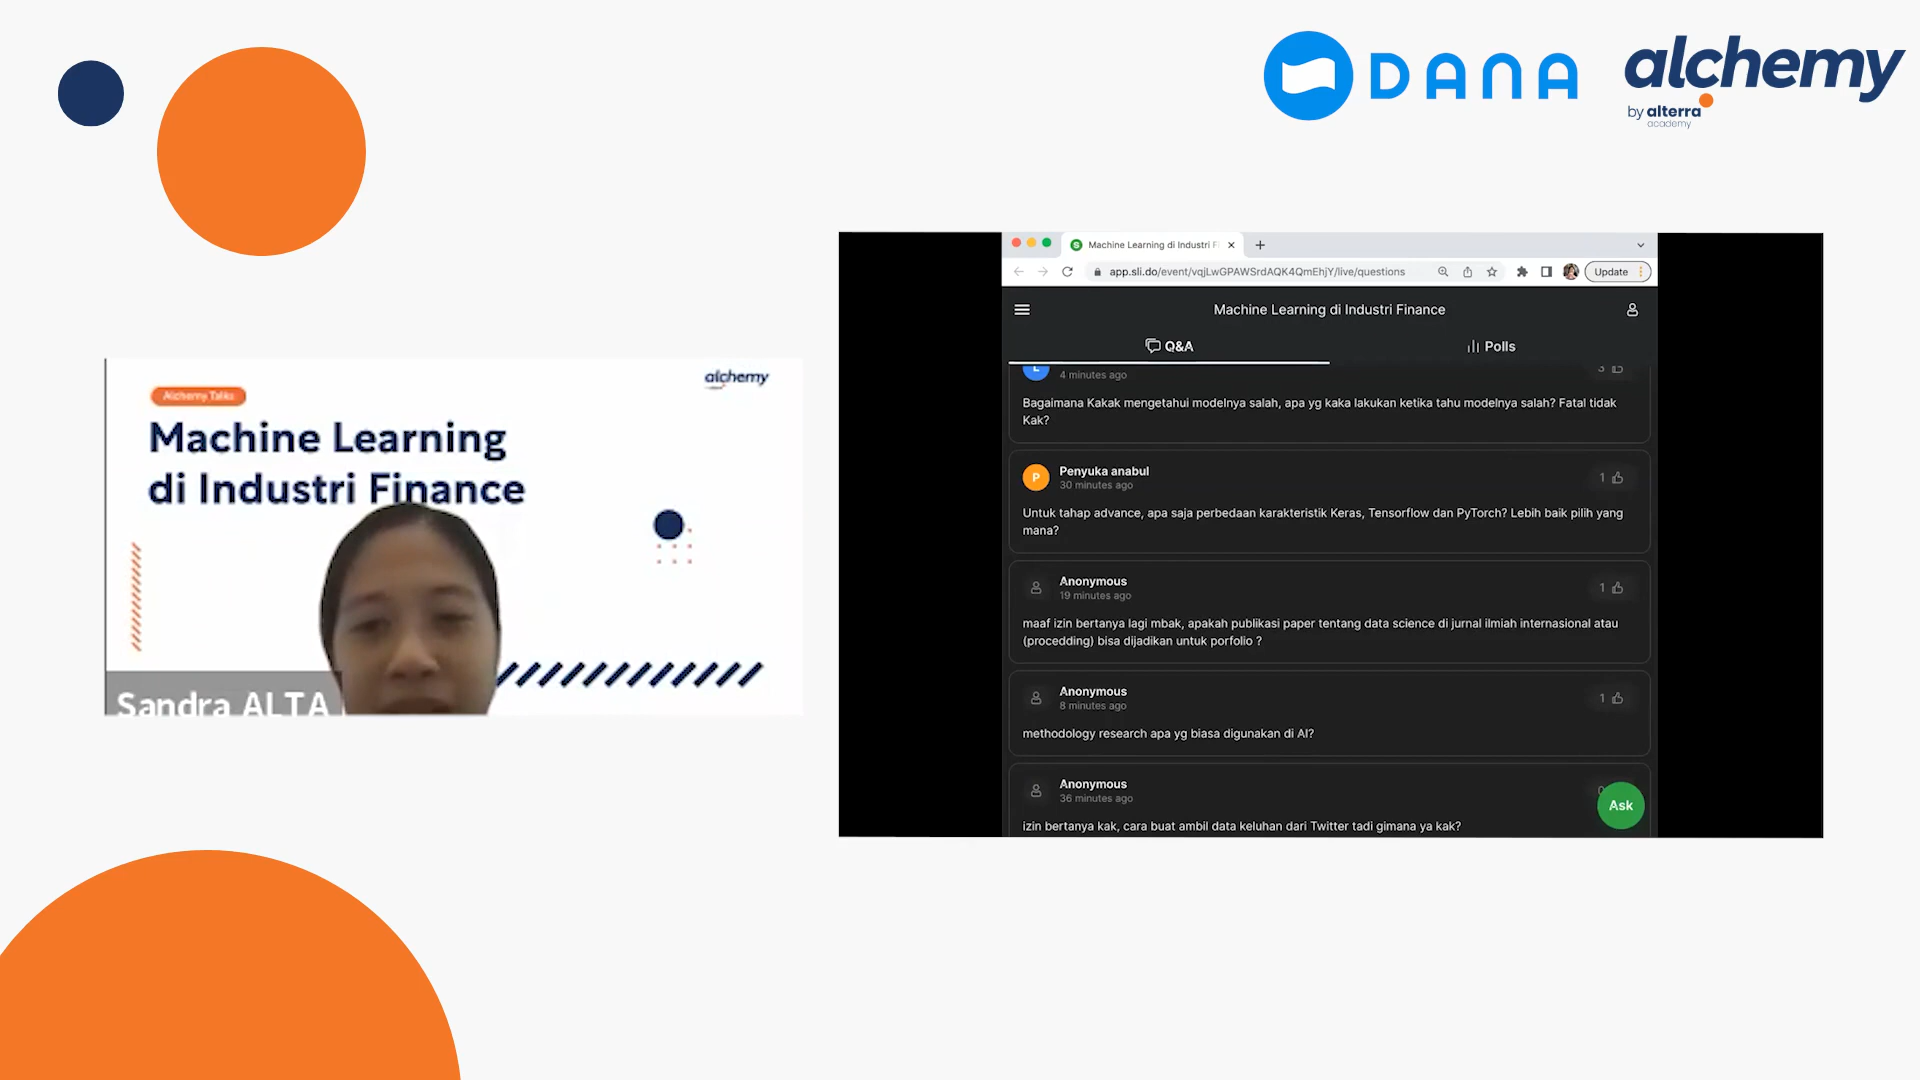 DANA
alchemy
by alterra
academy
alchemy
Alchemy Talks
Machine Learning
di Industri Finance
Sandra ALTA
Machine Learning di Industri F
app.sli.do/event/vqjLwGPAWSrdAQK4QmEhjY/live/questions
Update
Machine Learning di Industri Finance
Q&A
Polls
4 minutes ago
3
Bagaimana Kakak mengetahui modelnya salah, apa yg kaka lakukan ketika tahu modelnya salah? Fatal tidak
Kak?
P
Penyuka anabul
30 minutes ago
1
Untuk tahap advance, apa saja perbedaan karakteristik Keras, Tensorflow dan PyTorch? Lebih baik pilih yang
mana?
Anonymous
19 minutes ago
1
maaf izin bertanya lagi mbak, apakah publikasi paper tentang data science di jurnal ilmiah internasional atau
(procedding) bisa dijadikan untuk porfolio ?
Anonymous
8 minutes ago
1
methodology research apa yg biasa digunakan di AI?
Anonymous
36 minutes ago
Ask
izin bertanya kak, cara buat ambil data keluhan dari Twitter tadi gimana ya kak?